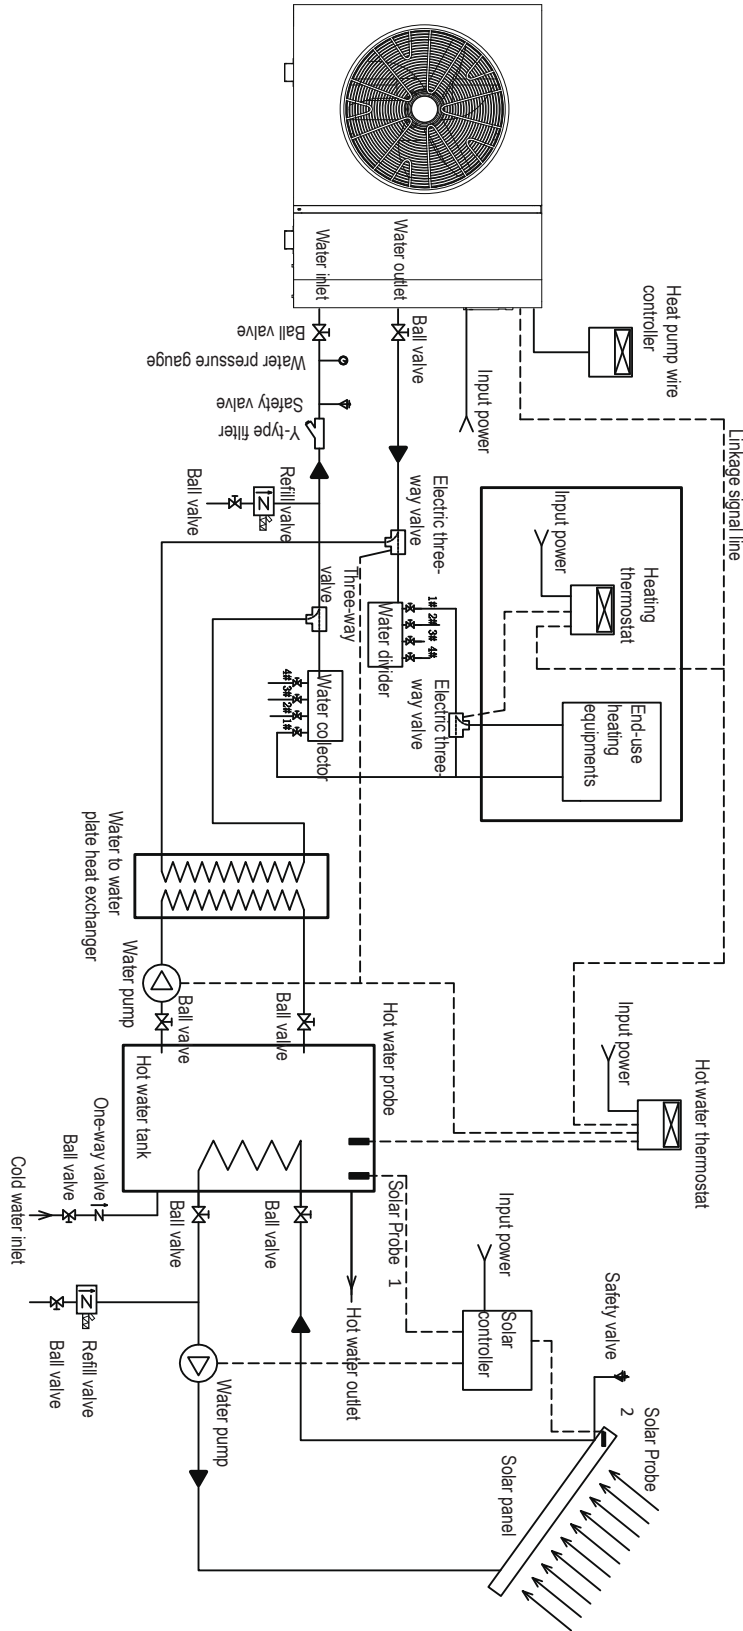 Water inlet
Water outlet
Heat pump wire
controller
Ball valve
Ball valve
Water pressure gauge
Safety valve
Y-type filter
Input power
Linkage signal line
Ball valve
Refill valve
Electric three-
way valve
Three-way
valve
Input power
Heating
thermostat
Water divider
1# 2# 3# 4#
Electric three-
way valve
End-use
heating
equipments
Water collector
4# 3# 2# 1#
Water to water
plate heat exchanger
Water pump
Ball valve
Ball valve
Hot water probe
Input power
Hot water thermostat
Hot water tank
One-way valve
Ball valve
Cold water inlet
Ball valve
Ball valve
Solar Probe 1
Input power
Hot water outlet
Solar
controller
Safety valve
Solar Probe
2
Refill valve
Ball valve
Water pump
Solar panel